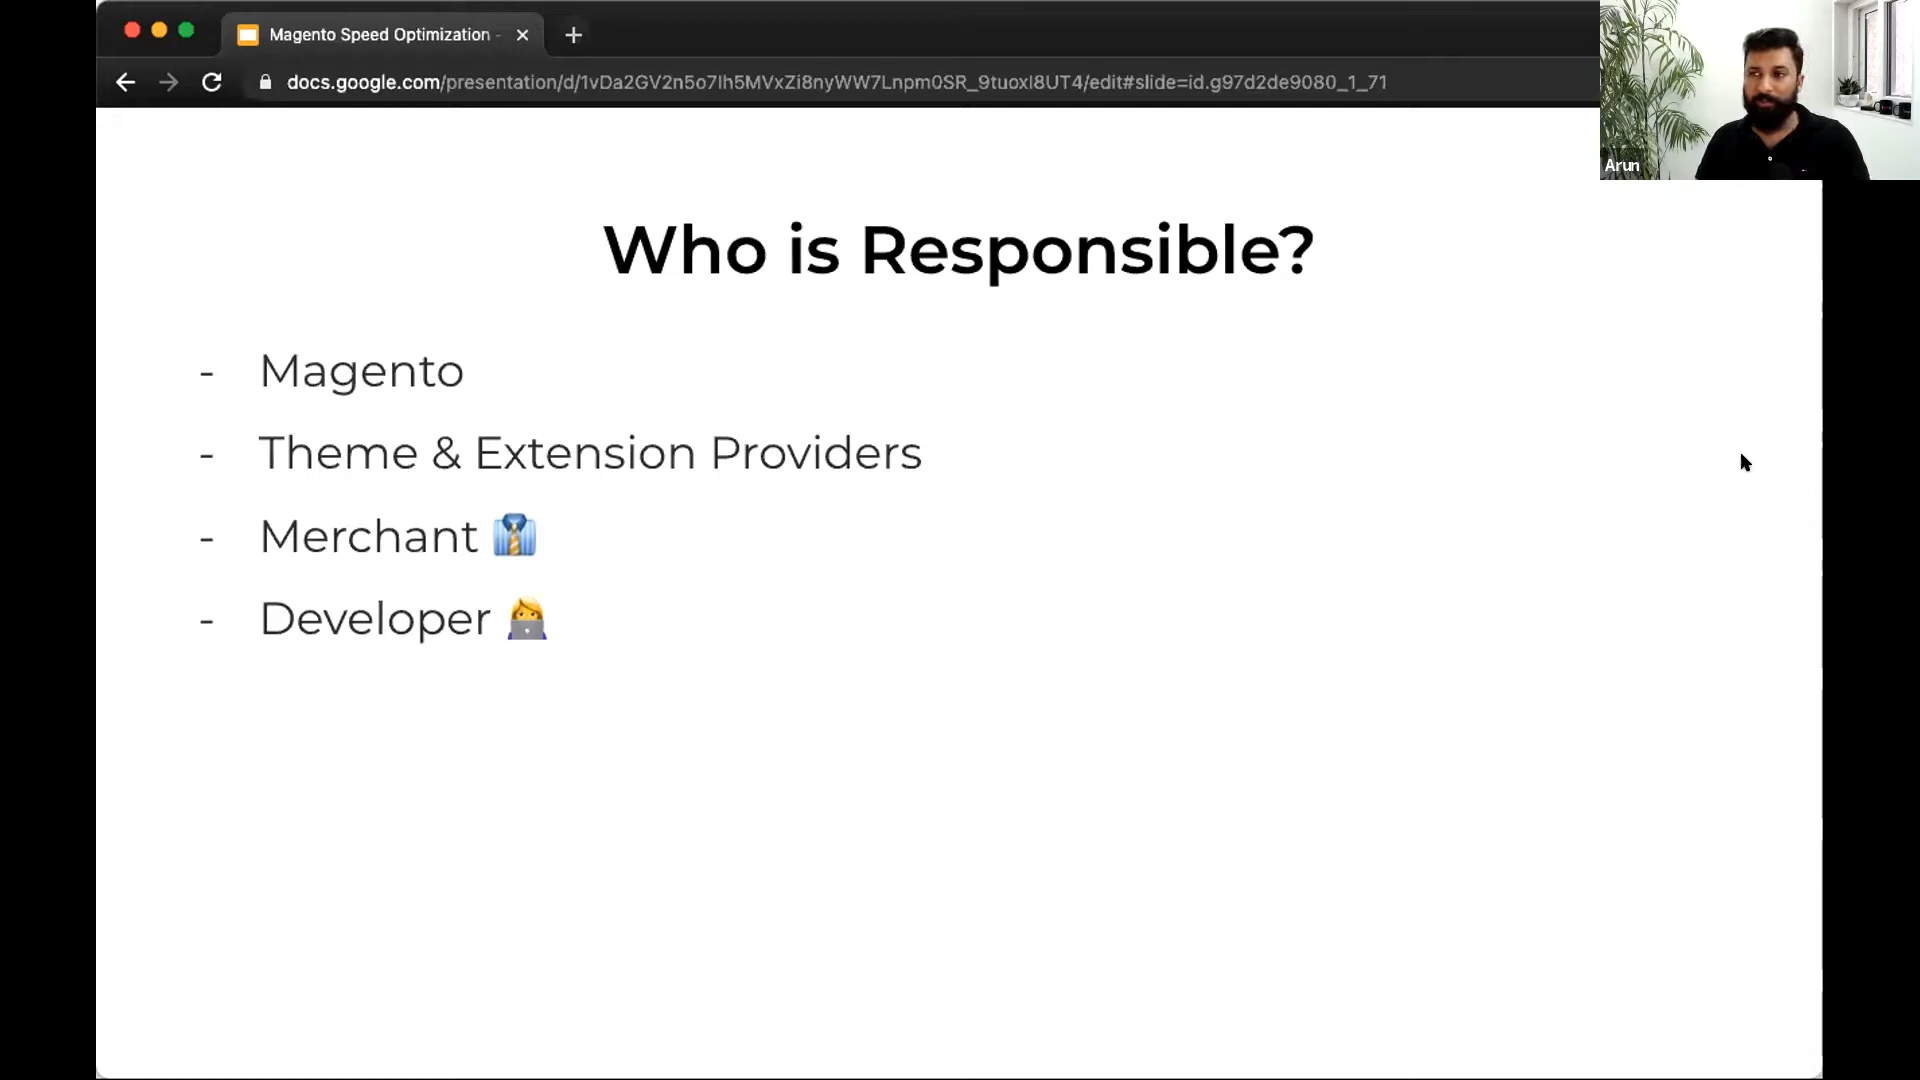 Magento Speed Optimization -
docs.google.com/presentation/d/1vDa2GV2n5o7Ih5MVxZi8nyWW7Lnpm0SR_9tuoxI8UT4/edit#slide=id.g97d2de9080_1_71
Arun
Who is Responsible?
- Magento
- Theme & Extension Providers
- Merchant 👔
- Developer 👩‍💻